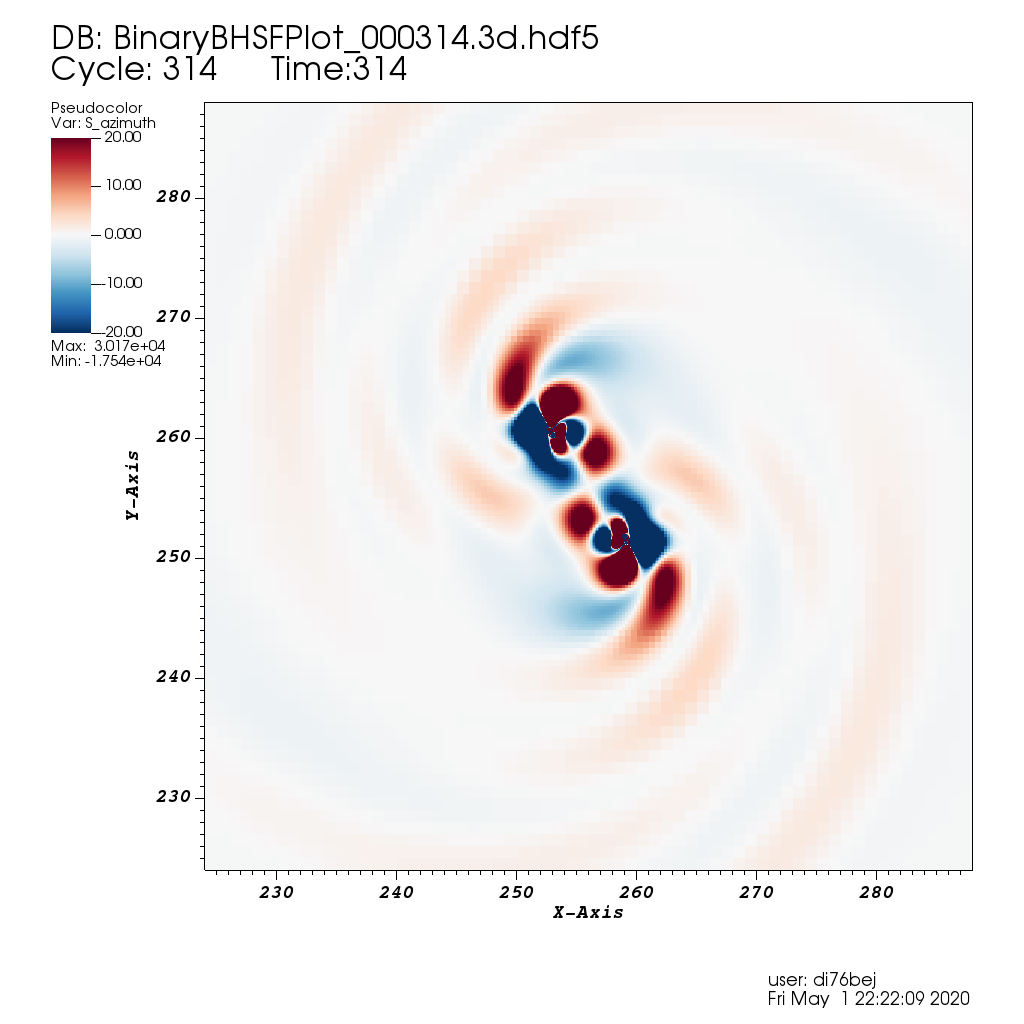 DB: BinaryBHSFPlot_000314.3d.hdf5
Cycle: 314 Time:314
Pseudocolor
Var: S_azimuth
20.00
10.00
0.000
-10.00
-20.00
Max: 3.017e+04
Min: -1.754e+04
280
270
260
250
240
230
Y-Axis
230 240 250 260 270 280
X-Axis
user: di76bej
Fri May 1 22:22:09 2020